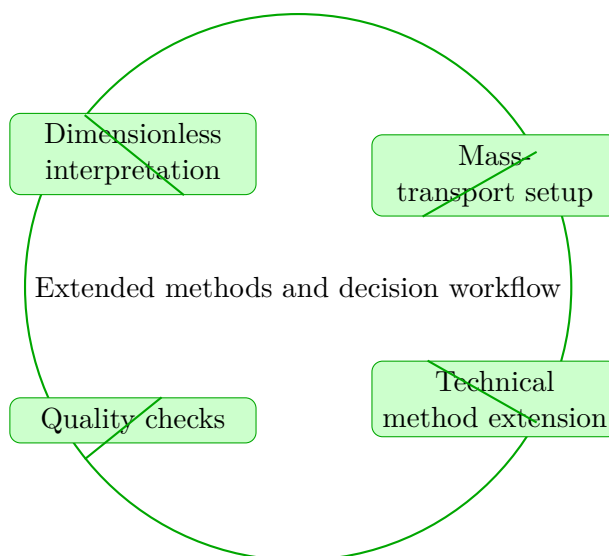 Dimensionless
interpretation
Mass-
transport setup
Extended methods and decision workflow
Quality checks
Technical
method extension